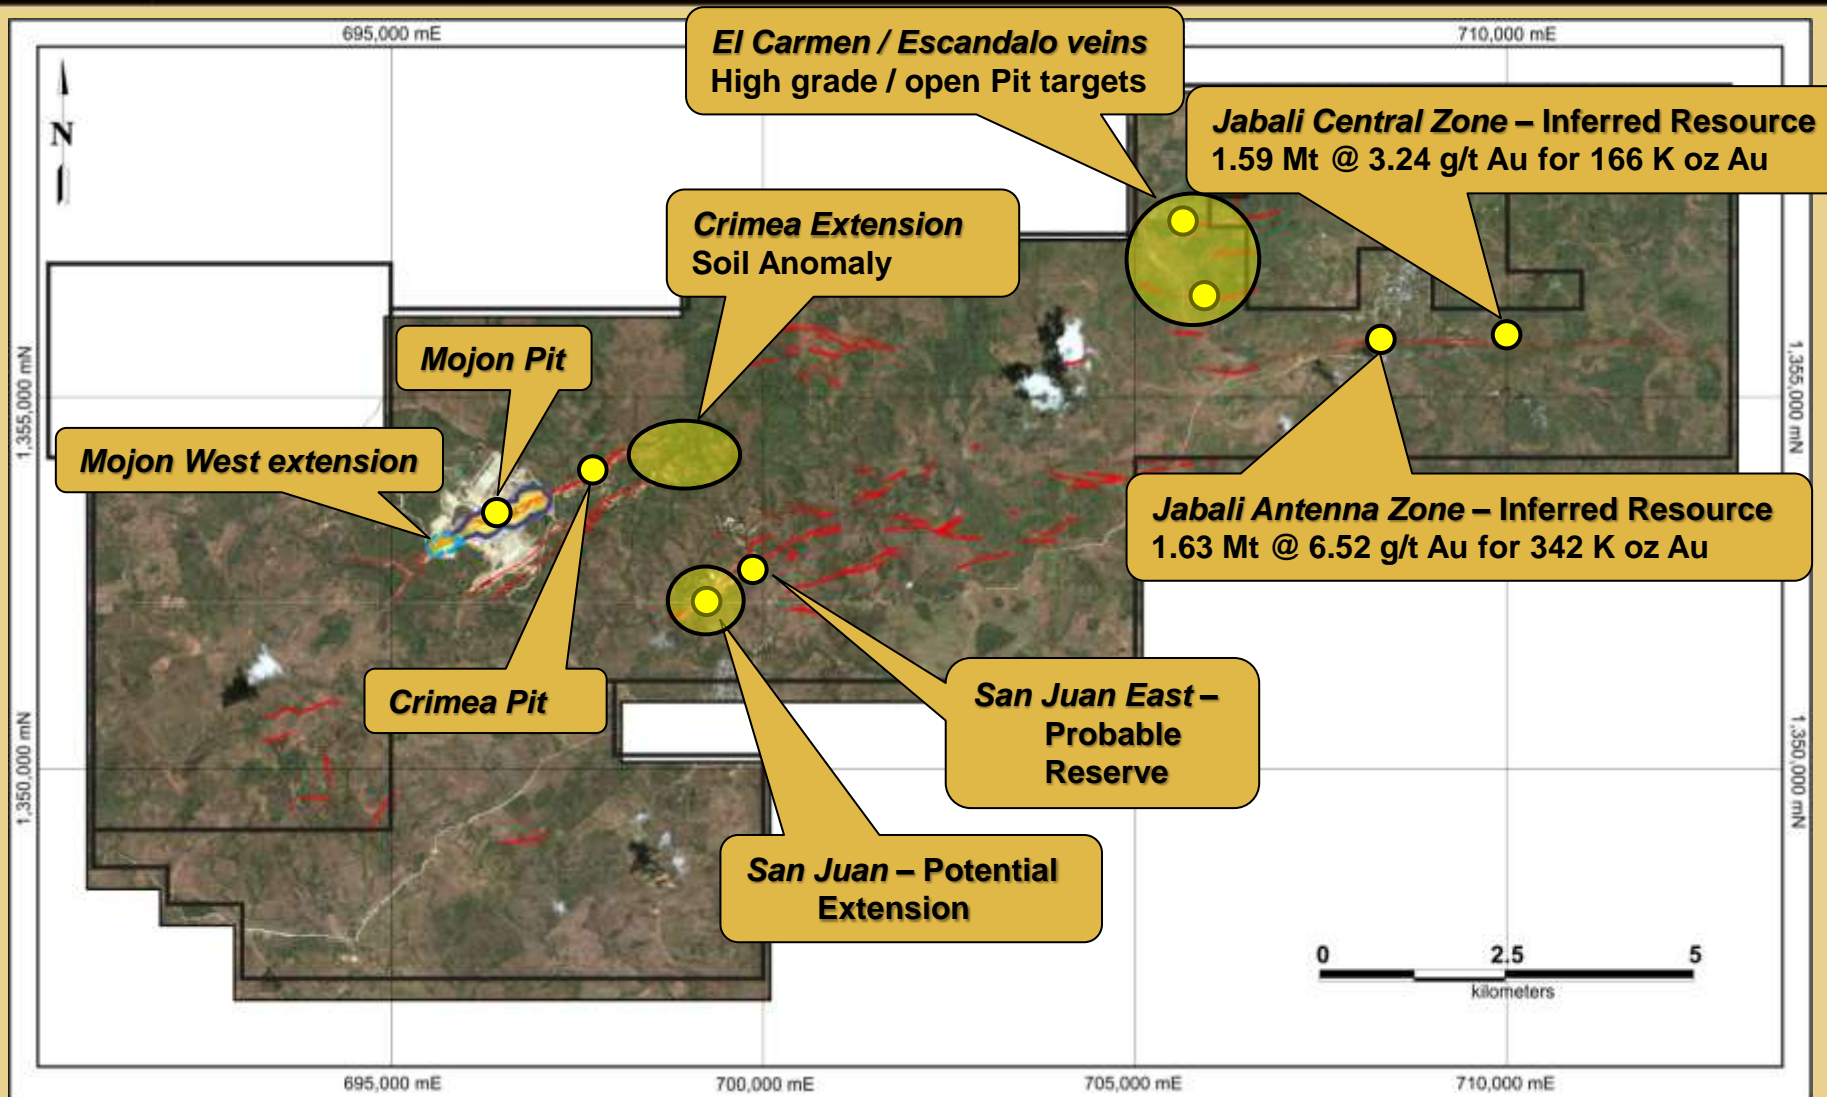 695,000 mE
710,000 mE
El Carmen / Escandalo veins
High grade / open Pit targets
Jabali Central Zone – Inferred Resource
1.59 Mt @ 3.24 g/t Au for 166 K oz Au
N
Crimea Extension
Soil Anomaly
Mojon Pit
1,355,000 mN
1,355,000 mN
Mojon West extension
Jabali Antenna Zone – Inferred Resource
1.63 Mt @ 6.52 g/t Au for 342 K oz Au
Crimea Pit
San Juan East –
Probable
Reserve
1,350,000 mN
1,350,000 mN
San Juan – Potential
Extension
0 2.5 5
kilometers
695,000 mE
700,000 mE
705,000 mE
710,000 mE